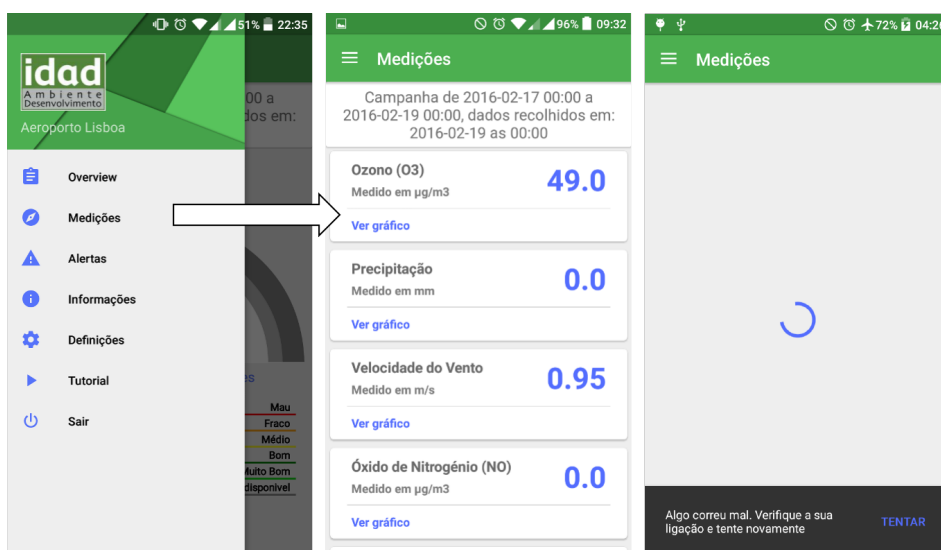 51% 22:35
idad
Ambiente
Desenvolvimento
Aeroporto Lisboa
00 a
dos em:
Overview
Medições
Alertas
Informações
Definições
Tutorial
Sair
es
Mau
Fraco
Médio
Bom
Muito Bom
disponivel
96% 09:32
Medições
Campanha de 2016-02-17 00:00 a
2016-02-19 00:00, dados recolhidos em:
2016-02-19 as 00:00
Ozono (O3)
49.0
Medido em µg/m3
Ver gráfico
Precipitação
0.0
Medido em mm
Ver gráfico
Velocidade do Vento
0.95
Medido em m/s
Ver gráfico
Óxido de Nitrogénio (NO)
0.0
Medido em µg/m3
Ver gráfico
72% 04:20
Medições
Algo correu mal. Verifique a sua
ligação e tente novamente
TENTAR